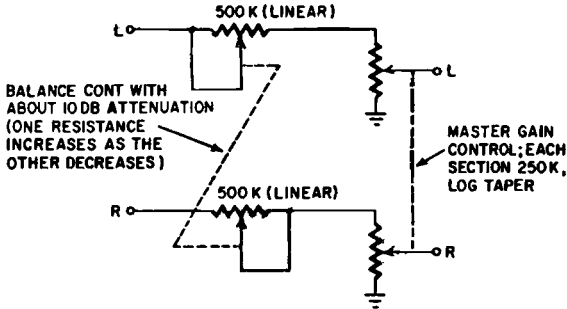 500 K (LINEAR)
L
L
BALANCE CONT WITH
ABOUT 10 DB ATTENUATION
(ONE RESISTANCE
INCREASES AS THE
OTHER DECREASES)
MASTER GAIN
CONTROL; EACH
SECTION 250K,
LOG TAPER
500 K (LINEAR)
R
R